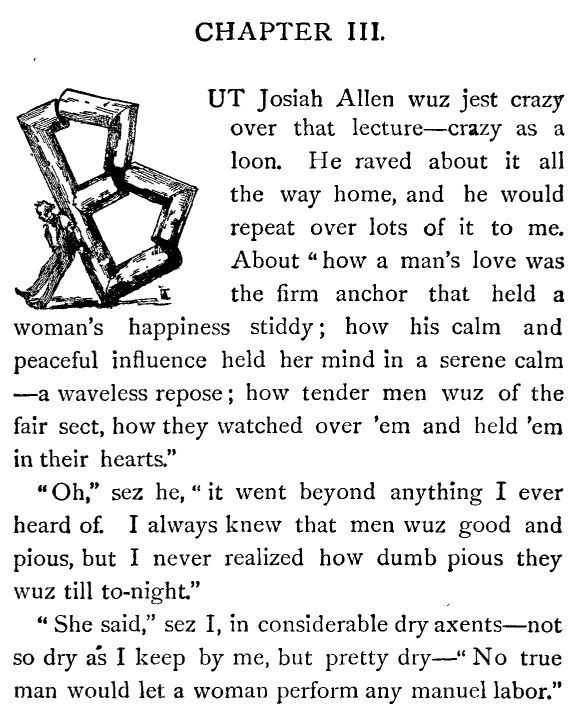 CHAPTER III.
BUT Josiah Allen wuz jest crazy
over that lecture—crazy as a
loon. He raved about it all
the way home, and he would
repeat over lots of it to me.
About "how a man's love was
the firm anchor that held a
woman's happiness stiddy; how his calm and
peaceful influence held her mind in a serene calm
—a waveless repose; how tender men wuz of the
fair sect, how they watched over 'em and held 'em
in their hearts."
"Oh," sez he, "it went beyond anything I ever
heard of. I always knew that men wuz good and
pious, but I never realized how dumb pious they
wuz till to-night."
"She said," sez I, in considerable dry axents—not
so dry as I keep by me, but pretty dry—"No true
man would let a woman perform any manuel labor."